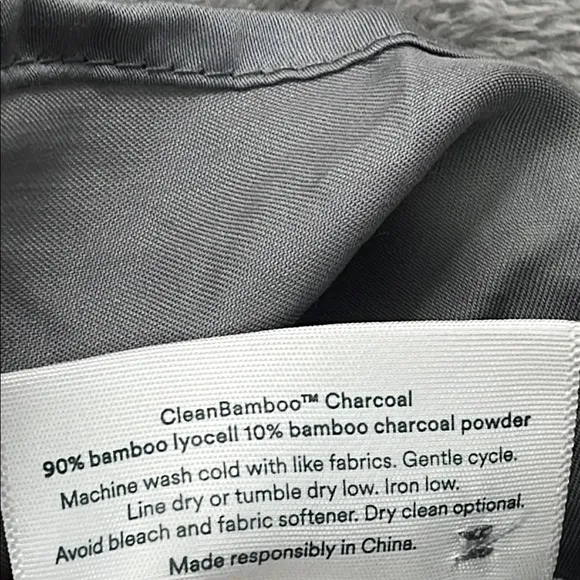 CleanBamboo™ Charcoal
90% bamboo lyocell 10% bamboo charcoal powder
Machine wash cold with like fabrics. Gentle cycle.
Line dry or tumble dry low. Iron low.
Avoid bleach and fabric softener. Dry clean optional.
Made responsibly in China.